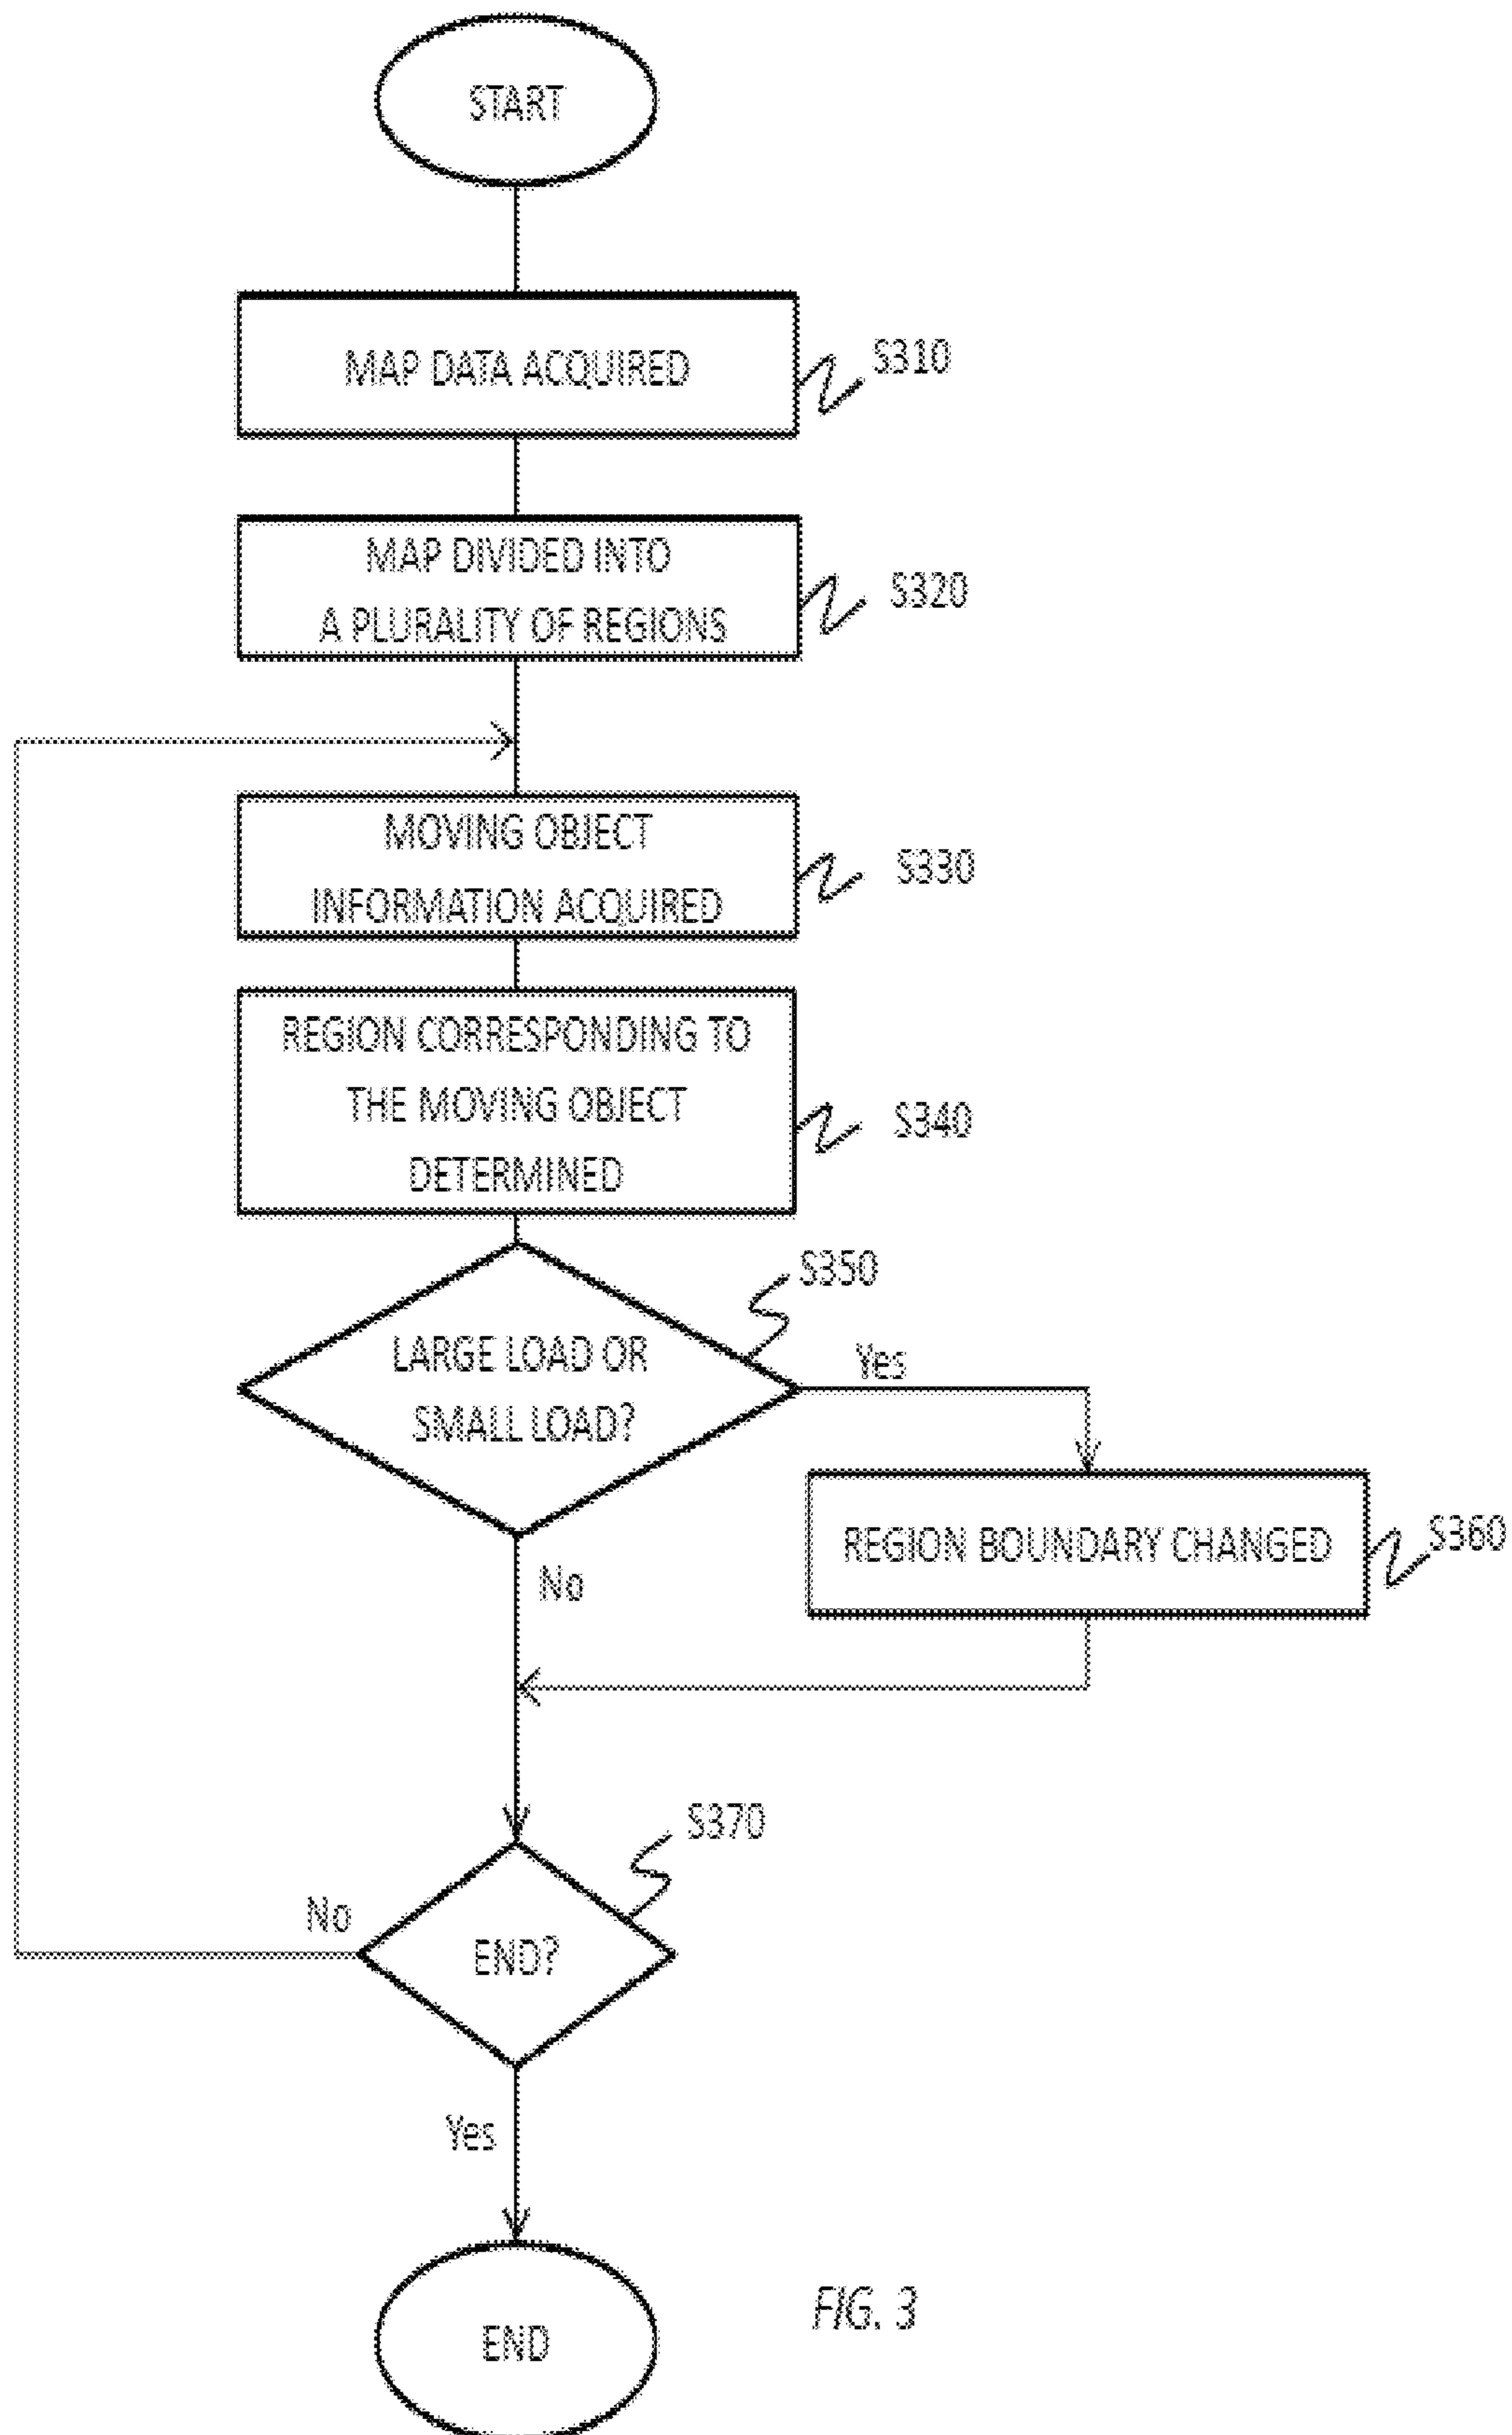 START
MAP DATA ACQUIRED
S310
MAP DIVIDED INTO
A PLURALITY OF REGIONS
S320
MOVING OBJECT
INFORMATION ACQUIRED
S330
REGION CORRESPONDING TO
THE MOVING OBJECT
DETERMINED
S340
S350
LARGE LOAD OR
SMALL LOAD?
Yes
REGION BOUNDARY CHANGED
S360
No
S370
No
END?
Yes
END
FIG. 3